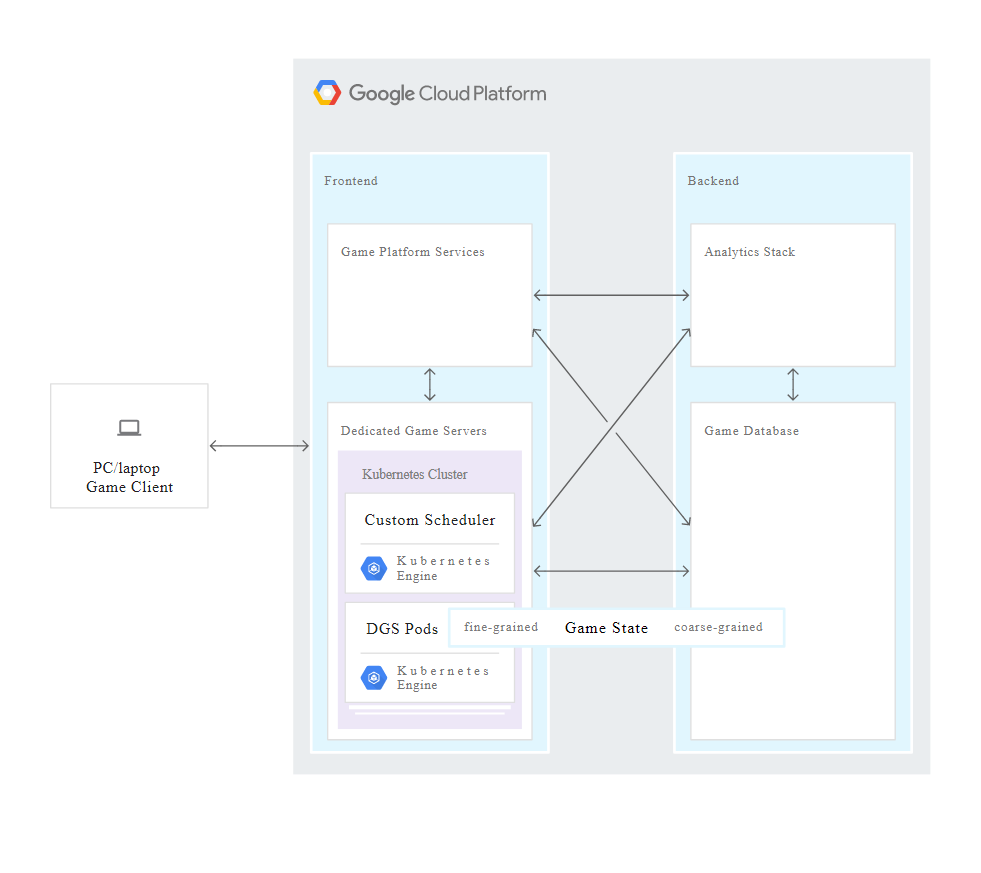 Google Cloud Platform
Frontend
Backend
Game Platform Services
Analytics Stack
PC/laptop
Game Client
Dedicated Game Servers
Game Database
Kubernetes Cluster
Custom Scheduler
Kubernetes
Engine
DGS Pods
fine-grained Game State coarse-grained
Kubernetes
Engine